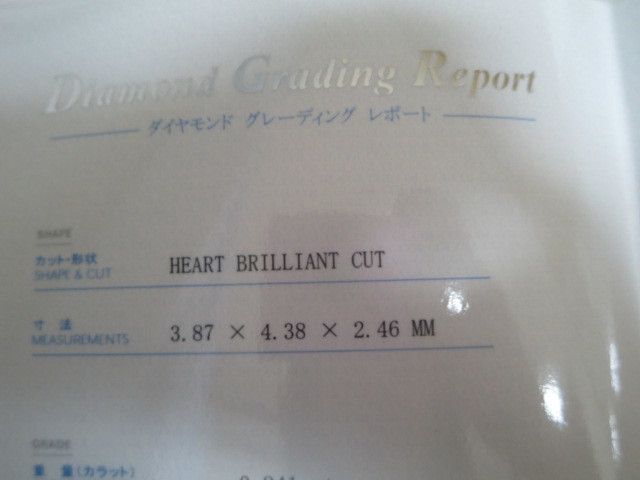 Diamond Grading Report
ダイヤモンド グレーディング レポート
SHAPE
カット・形状
SHAPE & CUT
HEART BRILLIANT CUT
寸 法
MEASUREMENTS
3.87 × 4.38 × 2.46 MM
GRADE
重 量(カラット)